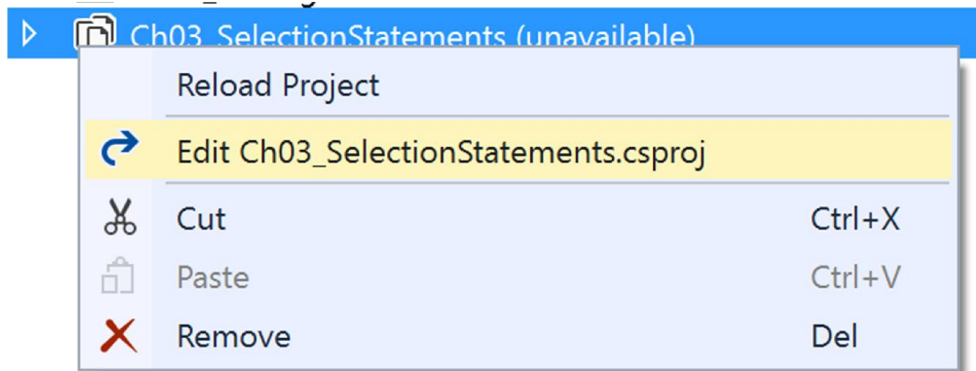 Ch03_SelectionStatements (unavailable)
Reload Project
Edit Ch03_SelectionStatements.csproj
Cut Ctrl+X
Paste Ctrl+V
Remove Del